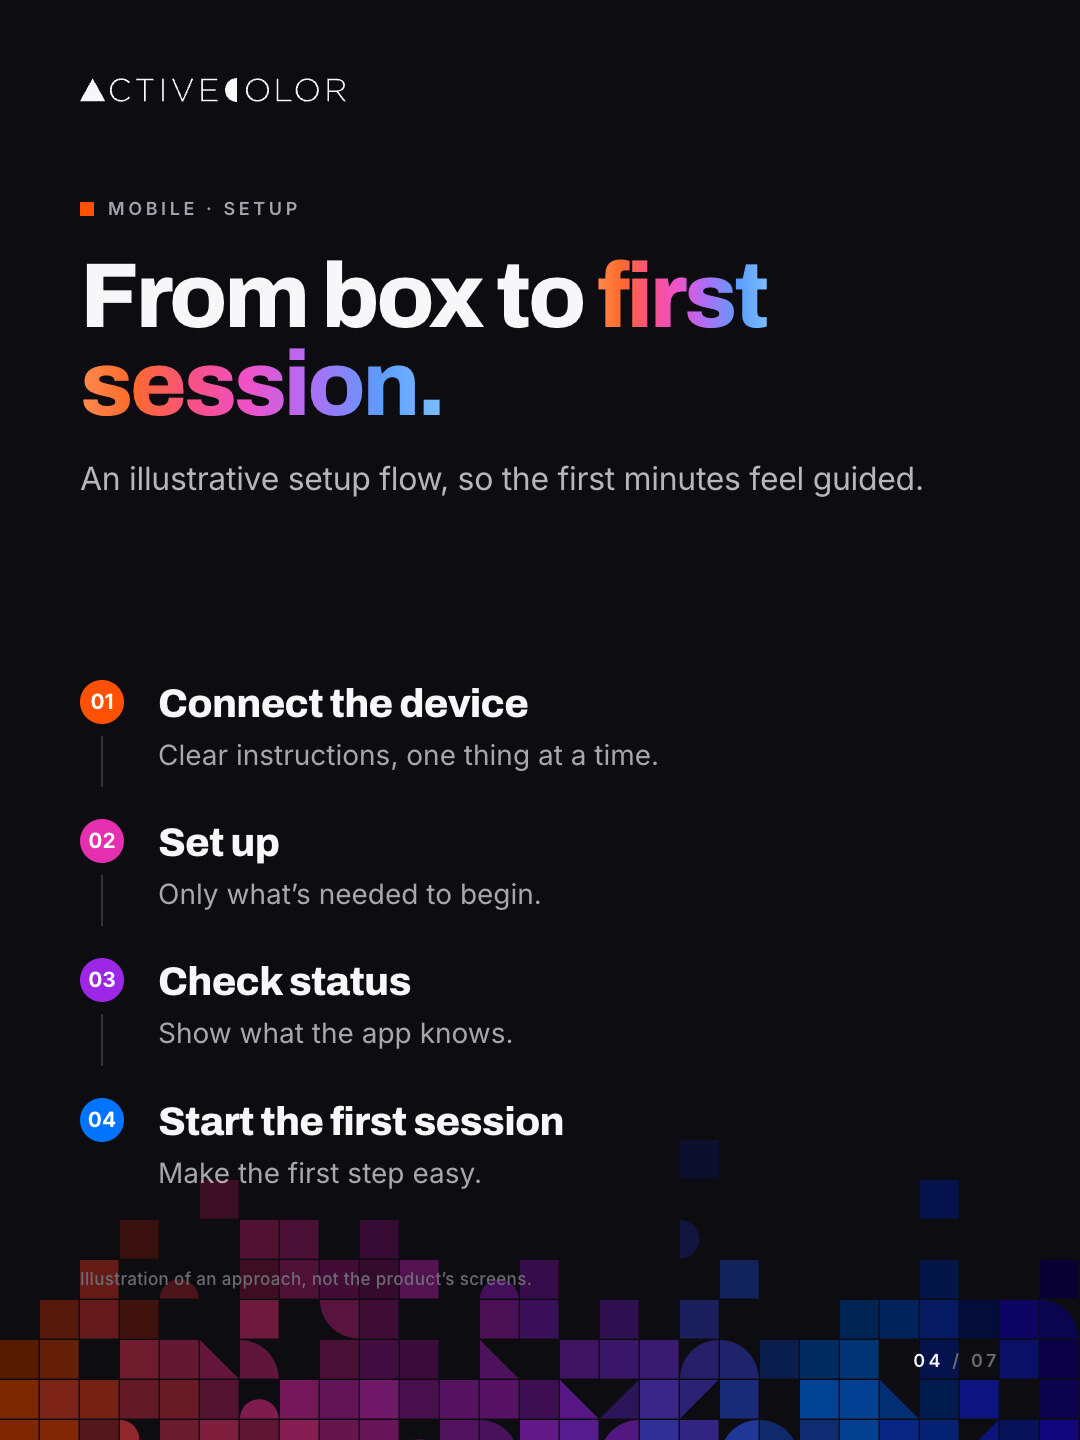 ACTIVECOLOR
MOBILE · SETUP
From box to first
session.
An illustrative setup flow, so the first minutes feel guided.
01
Connect the device
Clear instructions, one thing at a time.
02
Set up
Only what’s needed to begin.
03
Check status
Show what the app knows.
04
Start the first session
Make the first step easy.
Illustration of an approach, not the product’s screens.
04 / 07